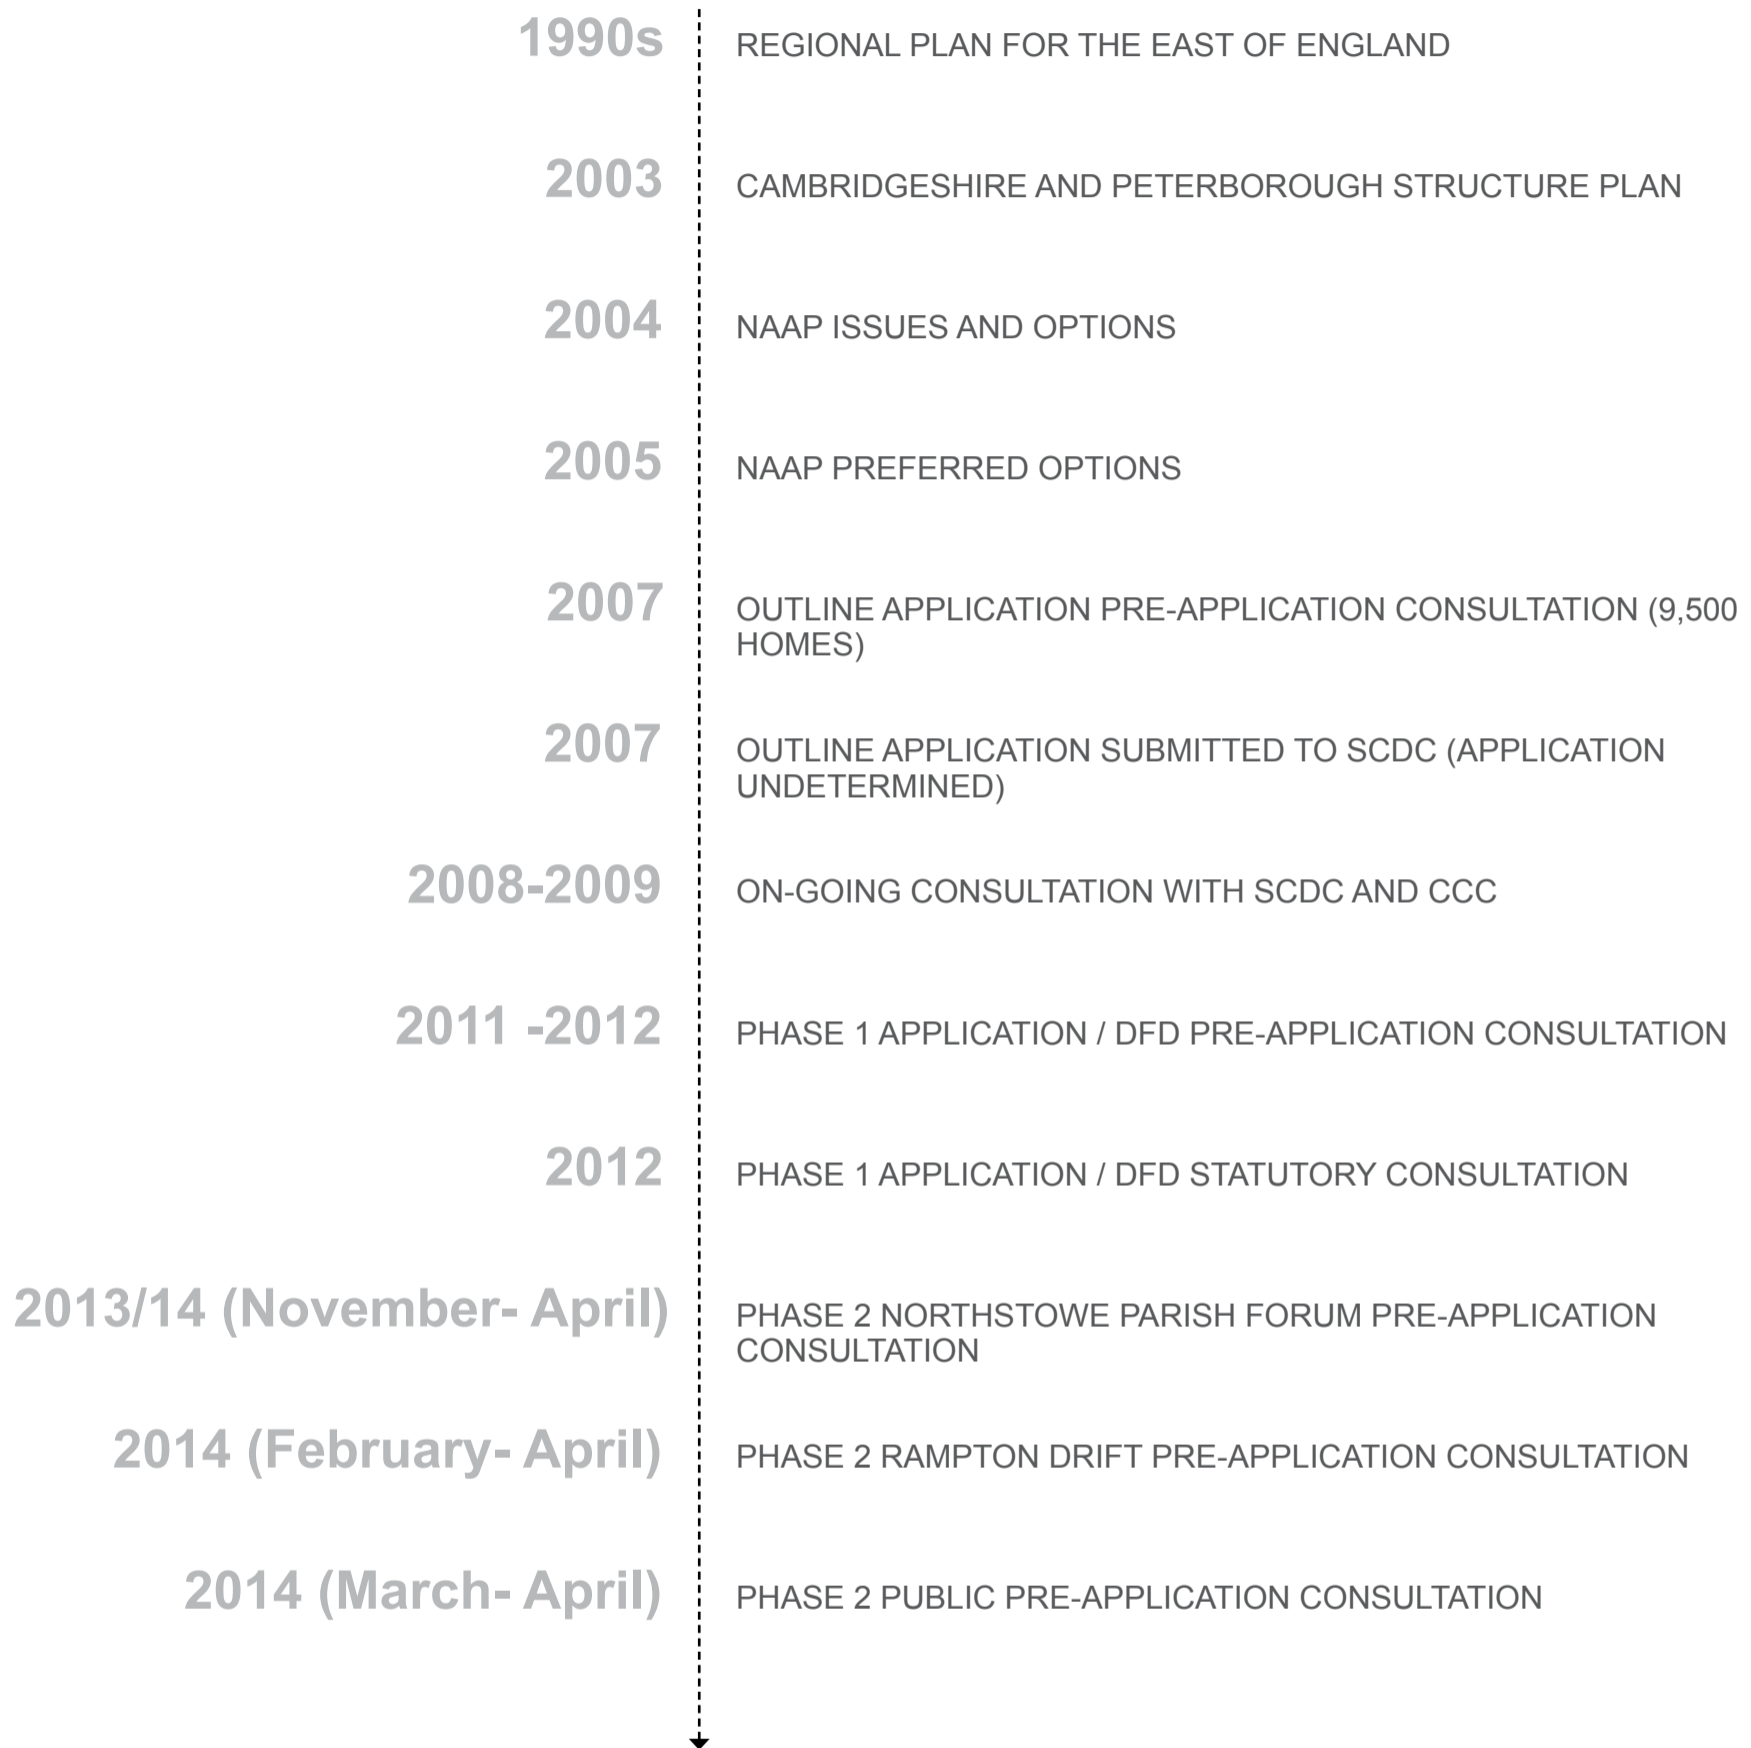 1990s REGIONAL PLAN FOR THE EAST OF ENGLAND
2003 CAMBRIDGESHIRE AND PETERBOROUGH STRUCTURE PLAN
2004 NAAP ISSUES AND OPTIONS
2005 NAAP PREFERRED OPTIONS
2007 OUTLINE APPLICATION PRE-APPLICATION CONSULTATION (9,500
HOMES)
2007 OUTLINE APPLICATION SUBMITTED TO SCDC (APPLICATION
UNDETERMINED)
2008-2009 ON-GOING CONSULTATION WITH SCDC AND CCC
2011 -2012 PHASE 1 APPLICATION / DFD PRE-APPLICATION CONSULTATION
2012 PHASE 1 APPLICATION / DFD STATUTORY CONSULTATION
2013/14 (November- April) PHASE 2 NORTHSTOWE PARISH FORUM PRE-APPLICATION
CONSULTATION
2014 (February- April) PHASE 2 RAMPTON DRIFT PRE-APPLICATION CONSULTATION
2014 (March- April) PHASE 2 PUBLIC PRE-APPLICATION CONSULTATION